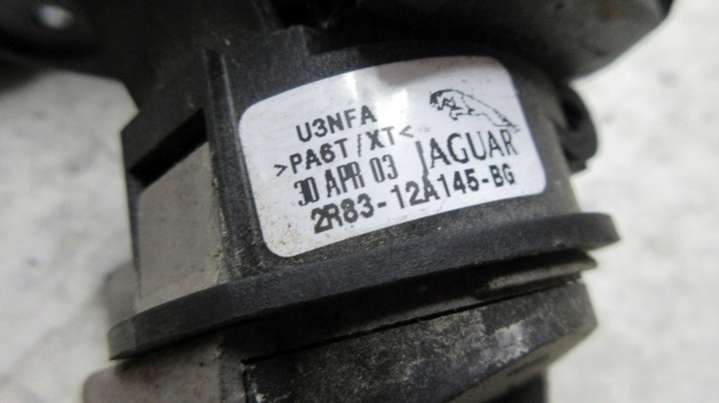 U3NFA
>PA6T/XT<
30 APR 03 JAGUAR
2R83-12A145-BG